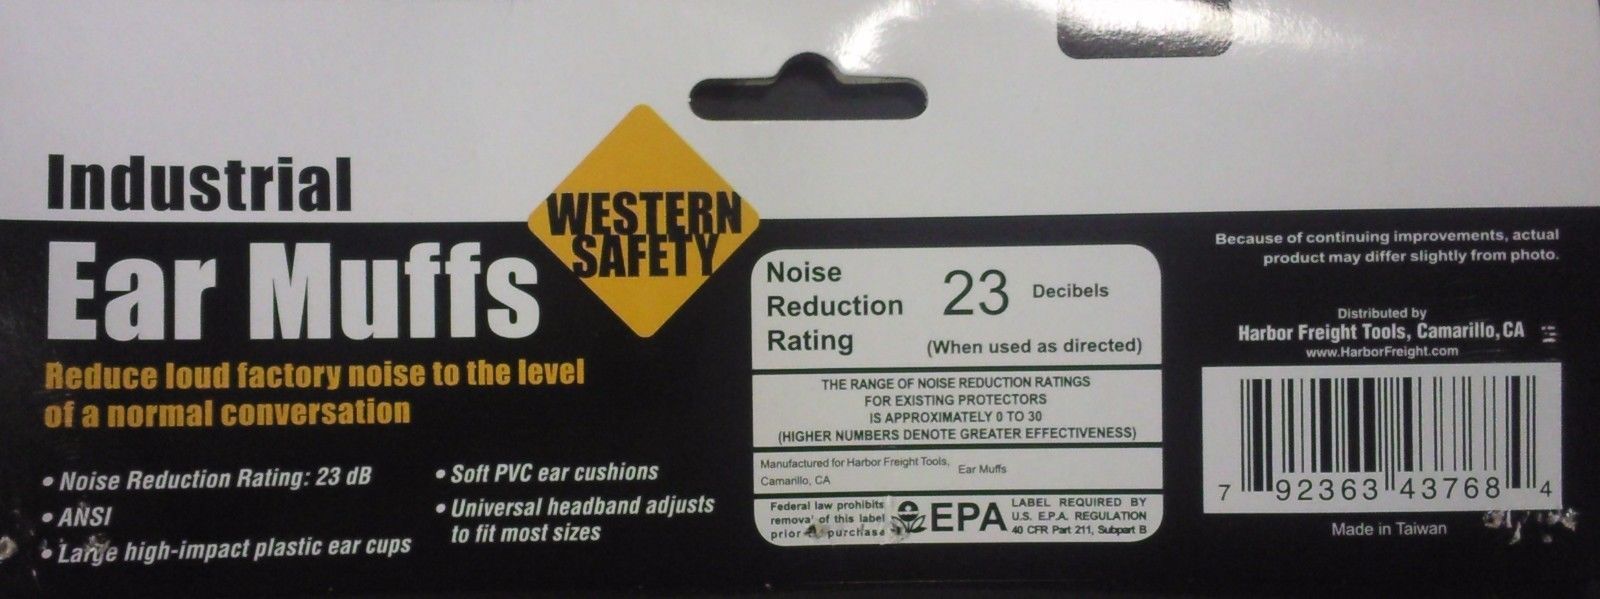 Industrial
Ear Muffs
WESTERN
SAFETY
Reduce loud factory noise to the level
of a normal conversation
• Noise Reduction Rating: 23 dB
• ANSI
• Large high-impact plastic ear cups
• Soft PVC ear cushions
• Universal headband adjusts
to fit most sizes
Noise
Reduction
Rating
23 Decibels
(When used as directed)
THE RANGE OF NOISE REDUCTION RATINGS
FOR EXISTING PROTECTORS
IS APPROXIMATELY 0 TO 30
(HIGHER NUMBERS DENOTE GREATER EFFECTIVENESS)
Manufactured for Harbor Freight Tools,
Camarillo, CA
Ear Muffs
Federal law prohibits
removal of this label
prior purchase
EPA
LABEL REQUIRED BY
U.S. E.P.A. REGULATION
40 CFR Part 211, Subpart B
Because of continuing improvements, actual
product may differ slightly from photo.
Distributed by
Harbor Freight Tools, Camarillo, CA
www.HarborFreight.com
7 92363 43768 4
Made in Taiwan